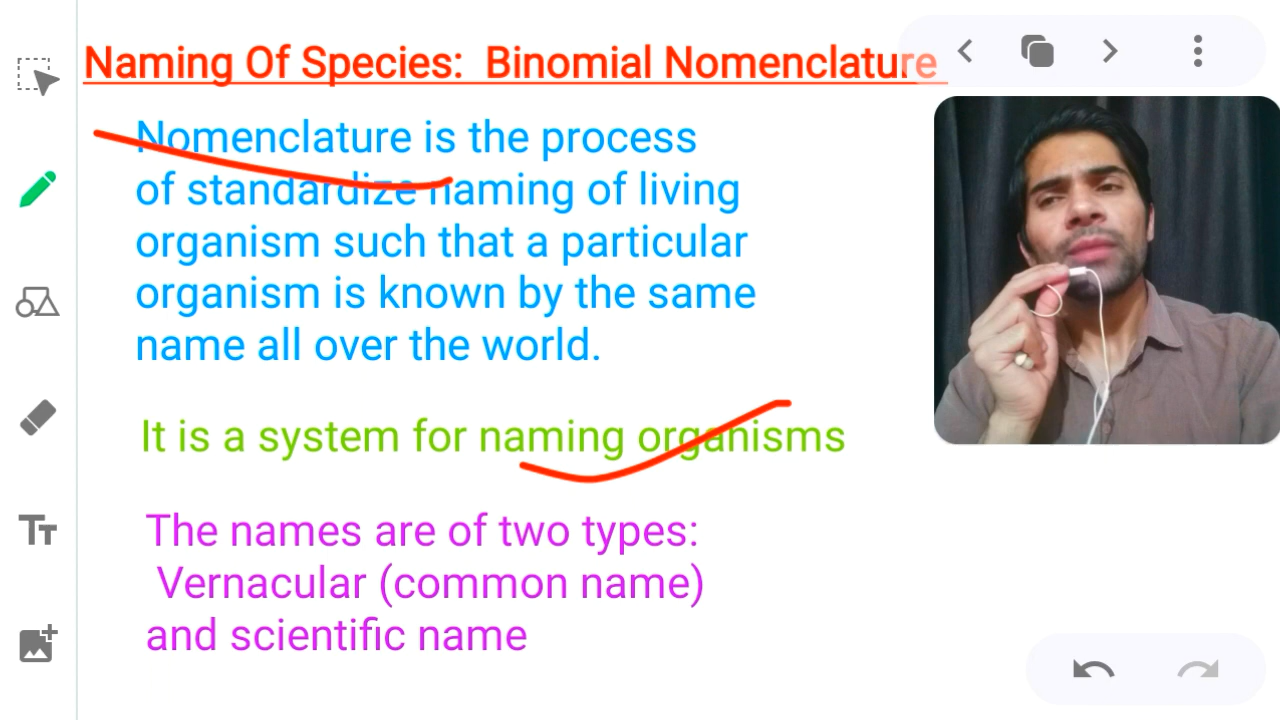 Naming Of Species: Binomial Nomenclature
Nomenclature is the process
of standardize naming of living
organism such that a particular
organism is known by the same
name all over the world.
It is a system for naming organisms
The names are of two types:
Vernacular (common name)
and scientific name
TT